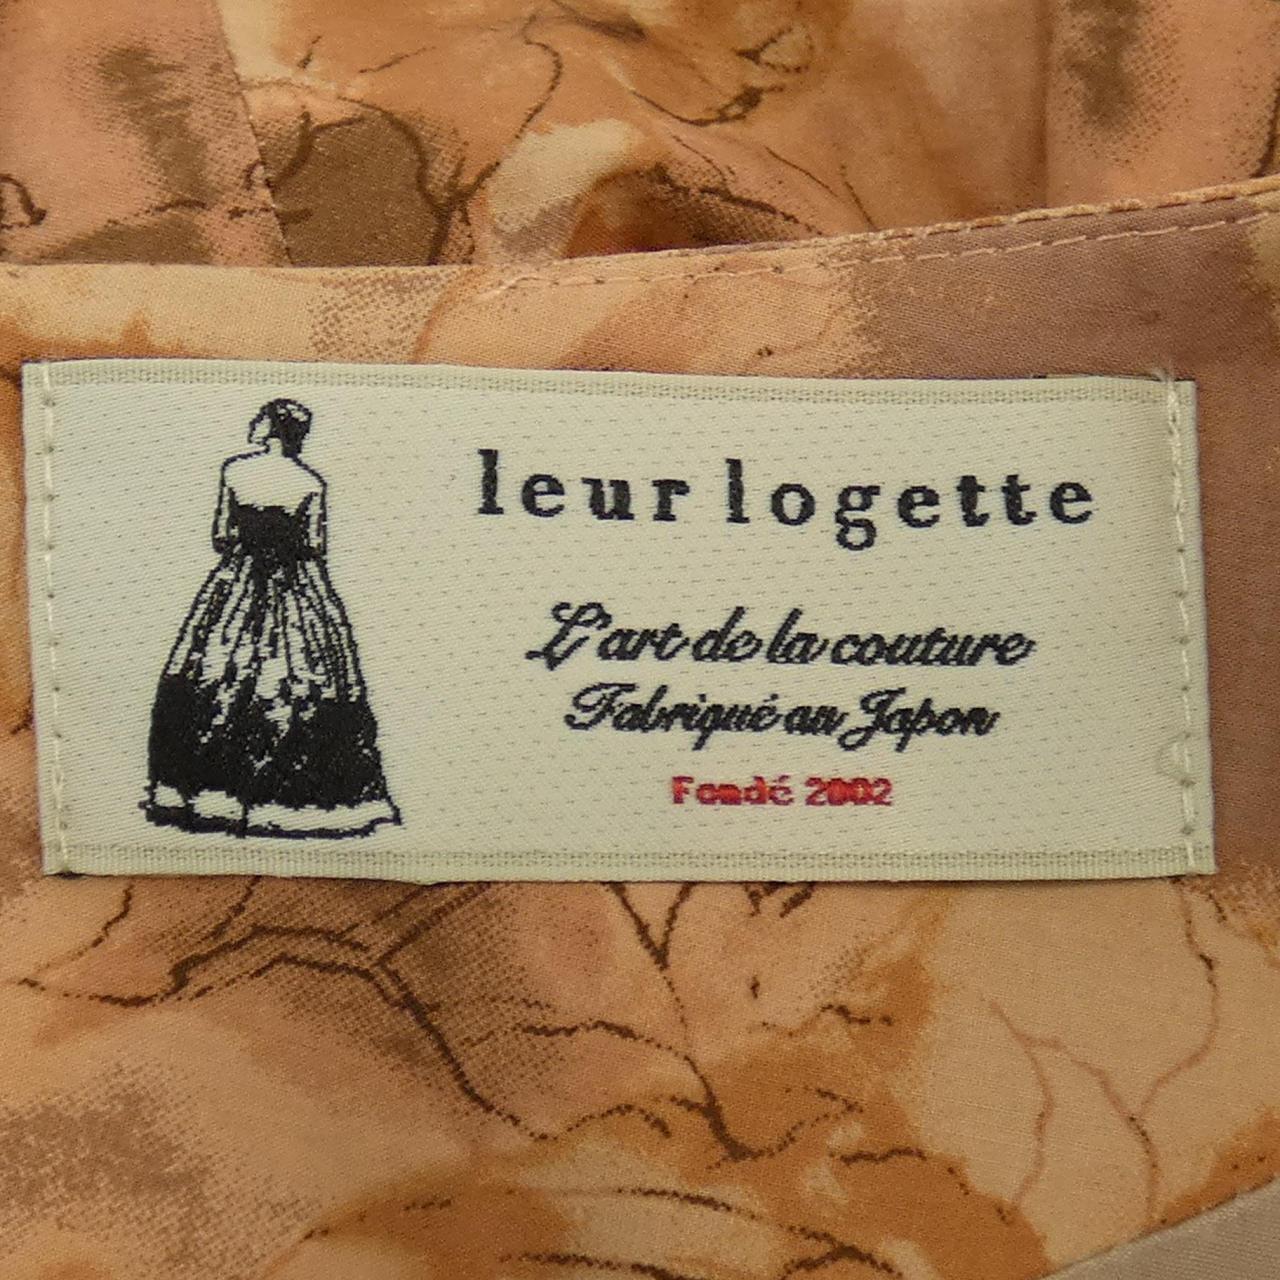 leur logette
L'art de la couture
Fabriqué au Japon
Fondé 2002